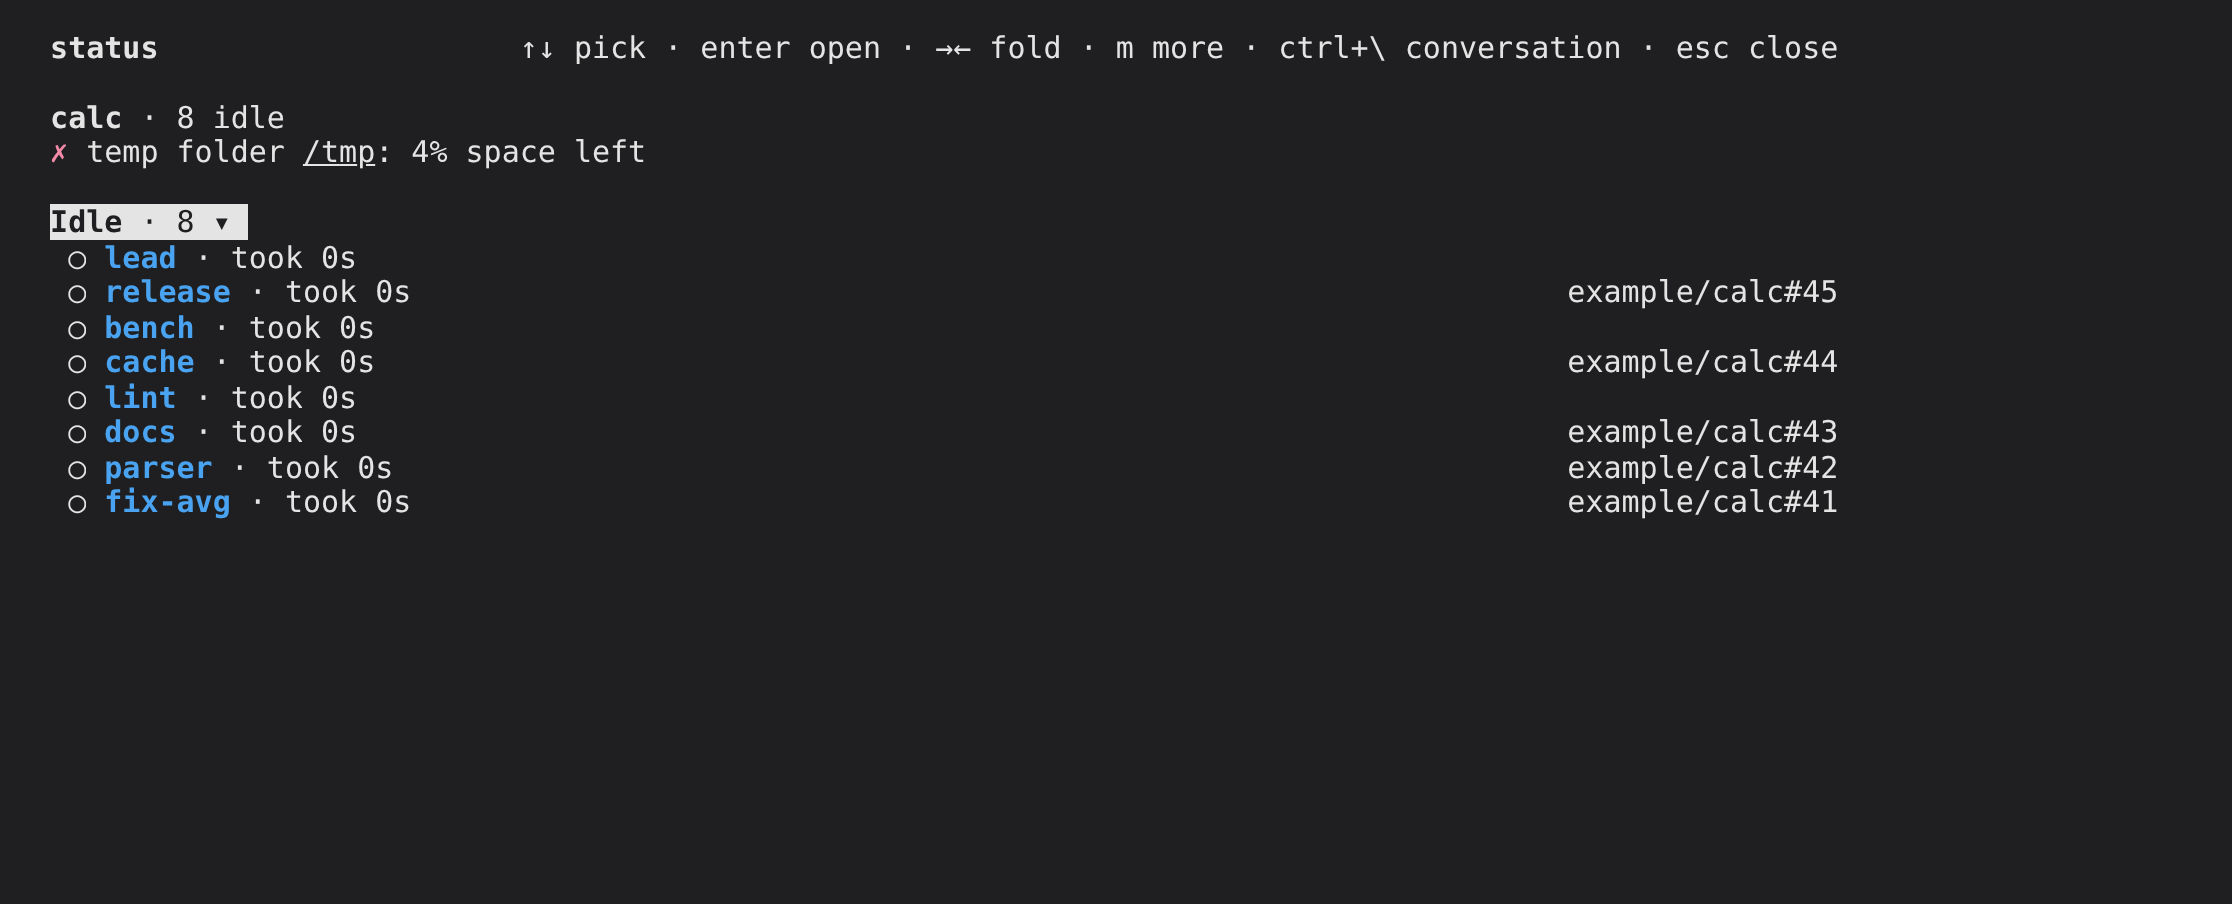 status ↑↓ pick · enter open · →← fold · m more · ctrl+\ conversation · esc close
calc · 8 idle
✗ temp folder /tmp: 4% space left
Idle · 8 ▾
○ lead · took 0s
○ release · took 0s example/calc#45
○ bench · took 0s
○ cache · took 0s example/calc#44
○ lint · took 0s
○ docs · took 0s example/calc#43
○ parser · took 0s example/calc#42
○ fix-avg · took 0s example/calc#41